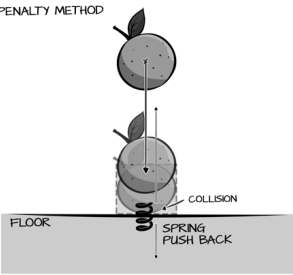 PENALTY METHOD
COLLISION
FLOOR
SPRING
PUSH BACK